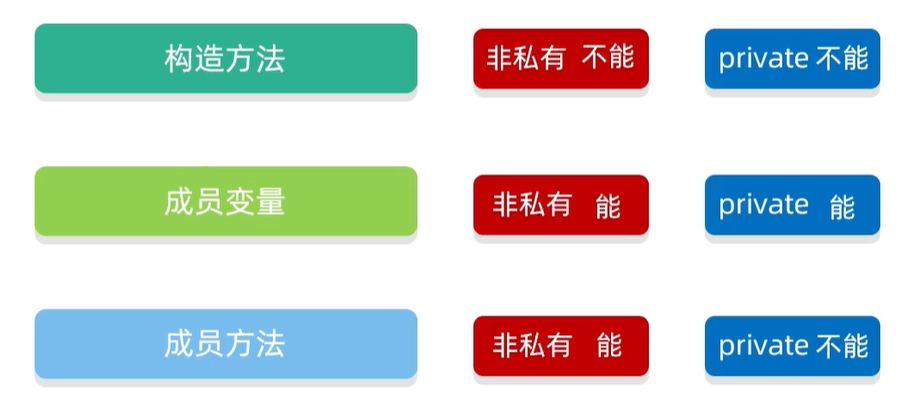 构造方法 非私有 不能 private 不能
成员变量 非私有 能 private 能
成员方法 非私有 能 private 不能